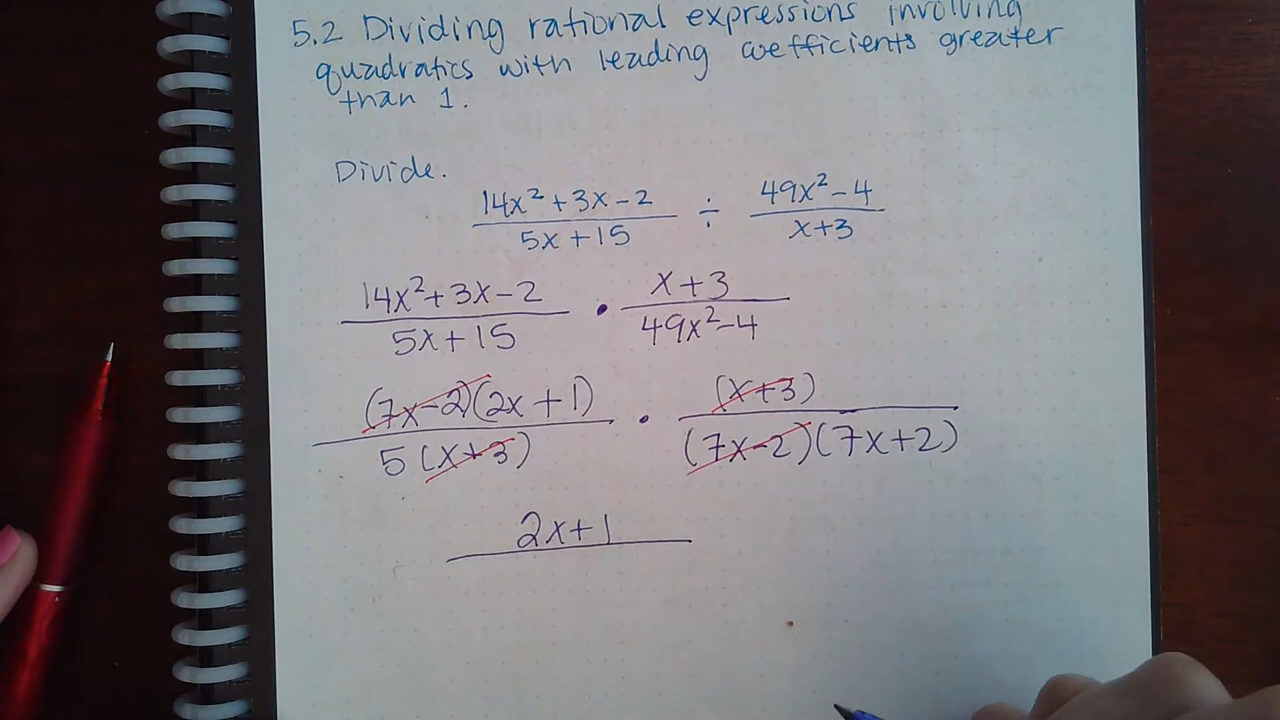 5.2 Dividing rational expressions involving
quadratics with leading coefficients greater
than 1.
Divide.
14x²+3x-2 / 5x+15 ÷ 49x²-4 / x+3
14x²+3x-2 / 5x+15 • x+3 / 49x²-4
(7x-2)(2x+1) / 5(x+3) • (x+3) / (7x-2)(7x+2)
2x+1